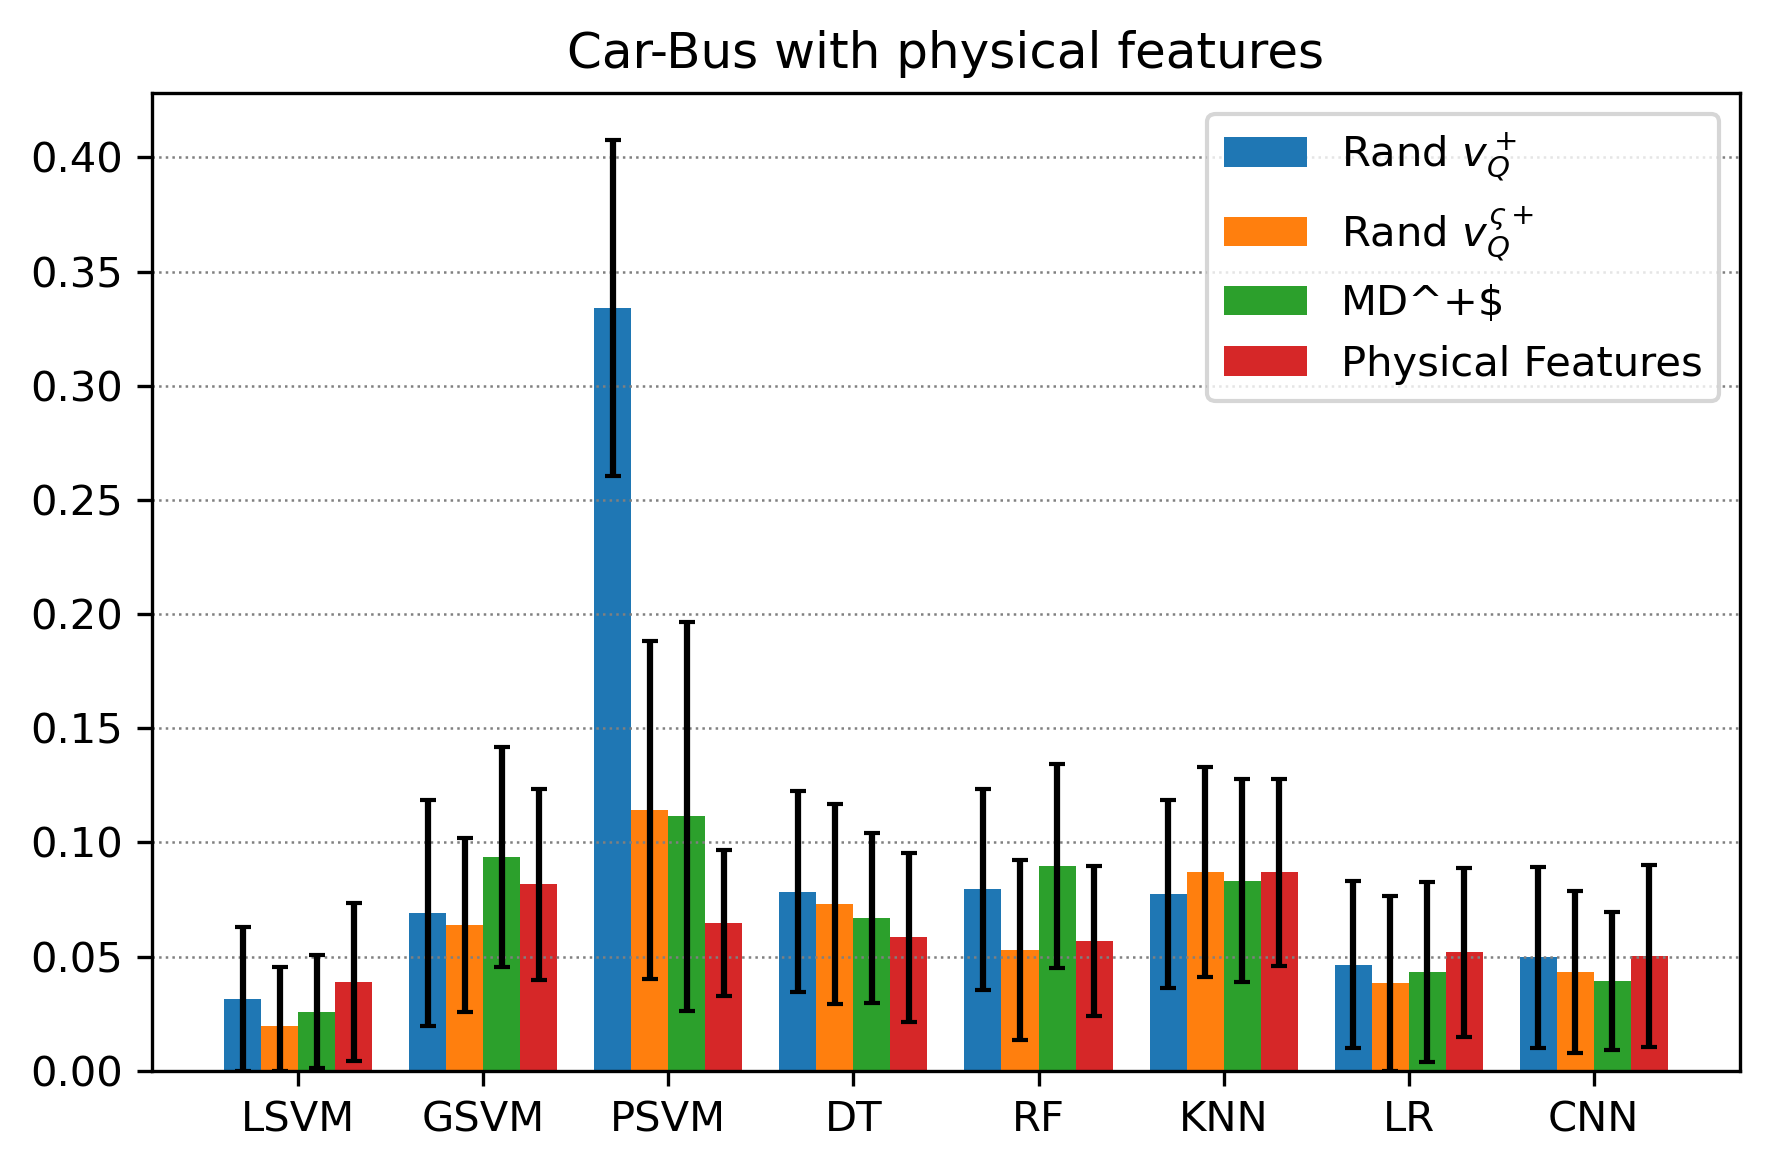 Car-Bus with physical features
0.40
0.35
0.30
0.25
0.20
0.15
0.10
0.05
0.00
Rand v_Q^+
Rand v_Q^{ς+}
MD^+$
Physical Features
LSVM GSVM PSVM DT RF KNN LR CNN